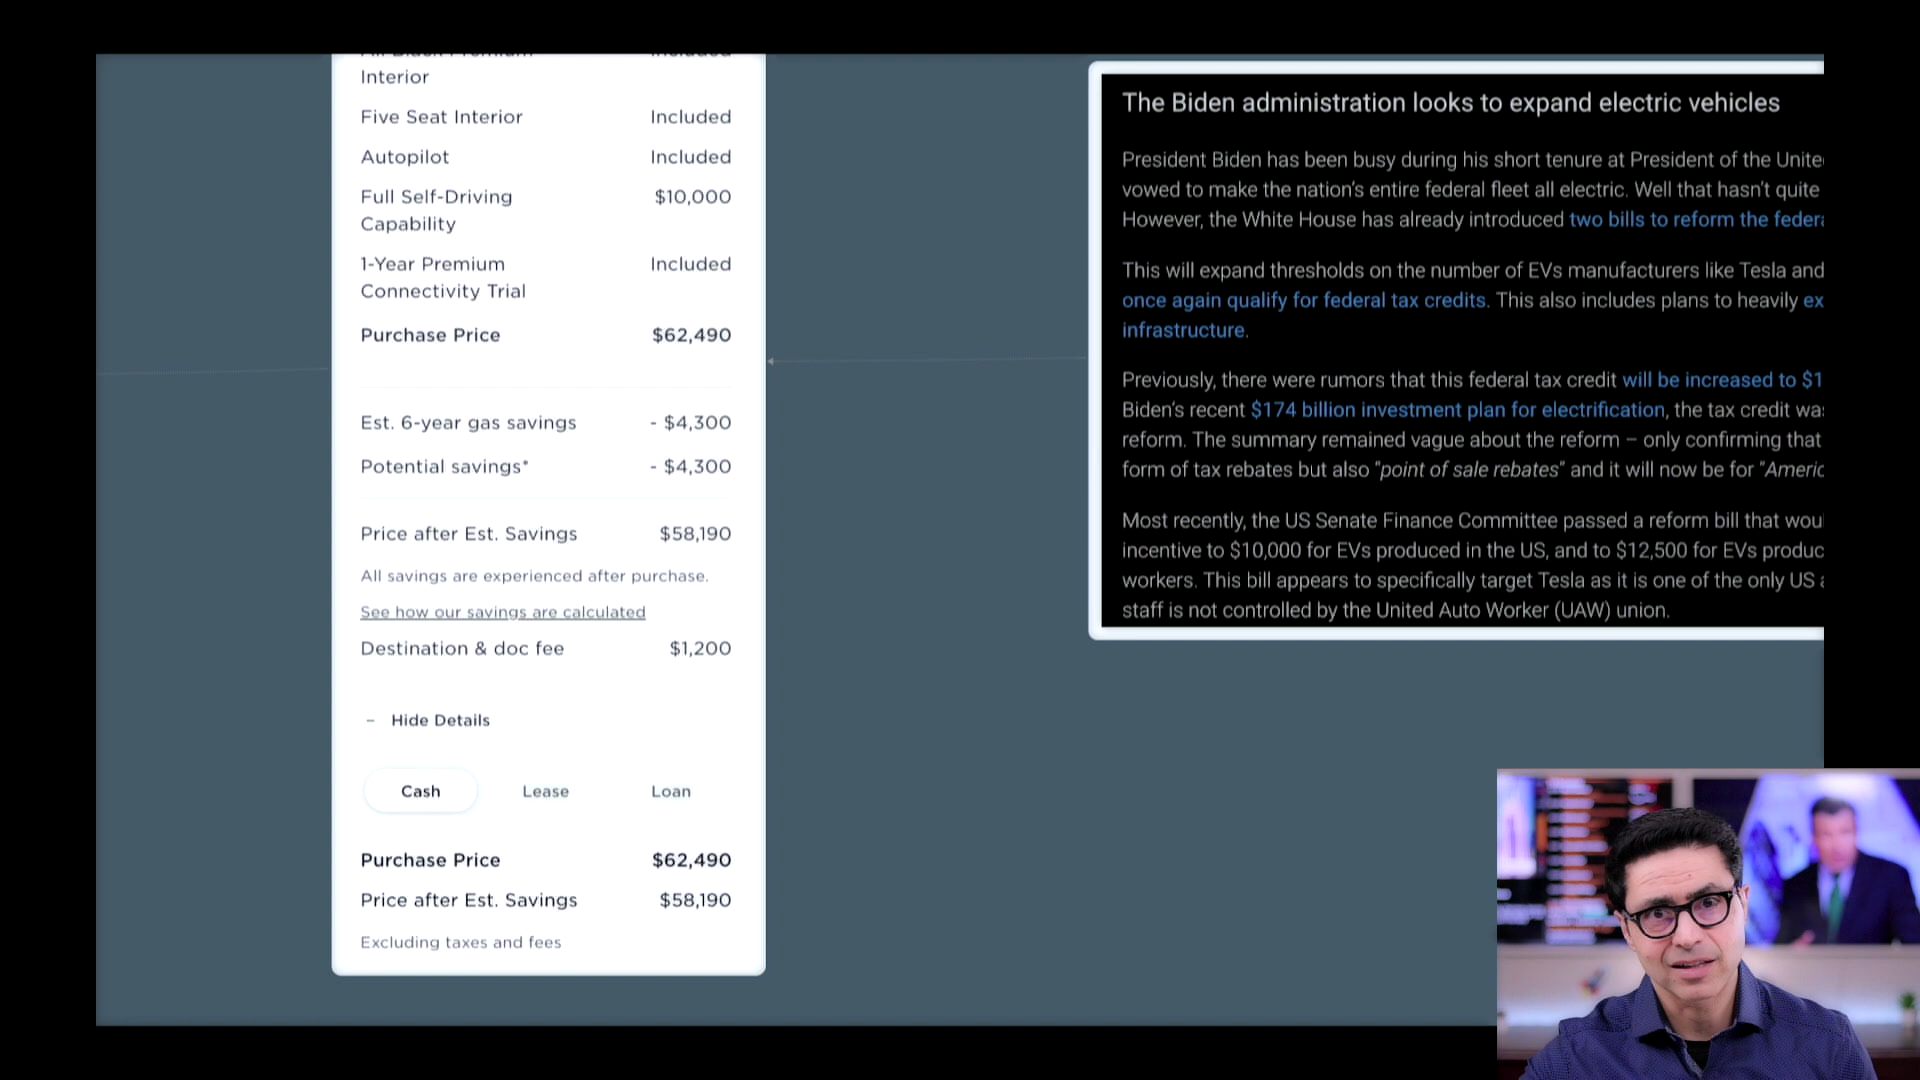 Interior
Five Seat Interior Included
Autopilot Included
Full Self-Driving $10,000
Capability
1-Year Premium Included
Connectivity Trial
Purchase Price $62,490
Est. 6-year gas savings - $4,300
Potential savings* - $4,300
Price after Est. Savings $58,190
All savings are experienced after purchase.
See how our savings are calculated
Destination & doc fee $1,200
– Hide Details
Cash Lease Loan
Purchase Price $62,490
Price after Est. Savings $58,190
Excluding taxes and fees
The Biden administration looks to expand electric vehicles
President Biden has been busy during his short tenure at President of the Unite
vowed to make the nation's entire federal fleet all electric. Well that hasn't quite
However, the White House has already introduced two bills to reform the federa
This will expand thresholds on the number of EVs manufacturers like Tesla and
once again qualify for federal tax credits. This also includes plans to heavily ex
infrastructure.
Previously, there were rumors that this federal tax credit will be increased to $1
Biden's recent $174 billion investment plan for electrification, the tax credit was
reform. The summary remained vague about the reform – only confirming that
form of tax rebates but also "point of sale rebates" and it will now be for "Americ
Most recently, the US Senate Finance Committee passed a reform bill that woul
incentive to $10,000 for EVs produced in the US, and to $12,500 for EVs produc
workers. This bill appears to specifically target Tesla as it is one of the only US
staff is not controlled by the United Auto Worker (UAW) union.